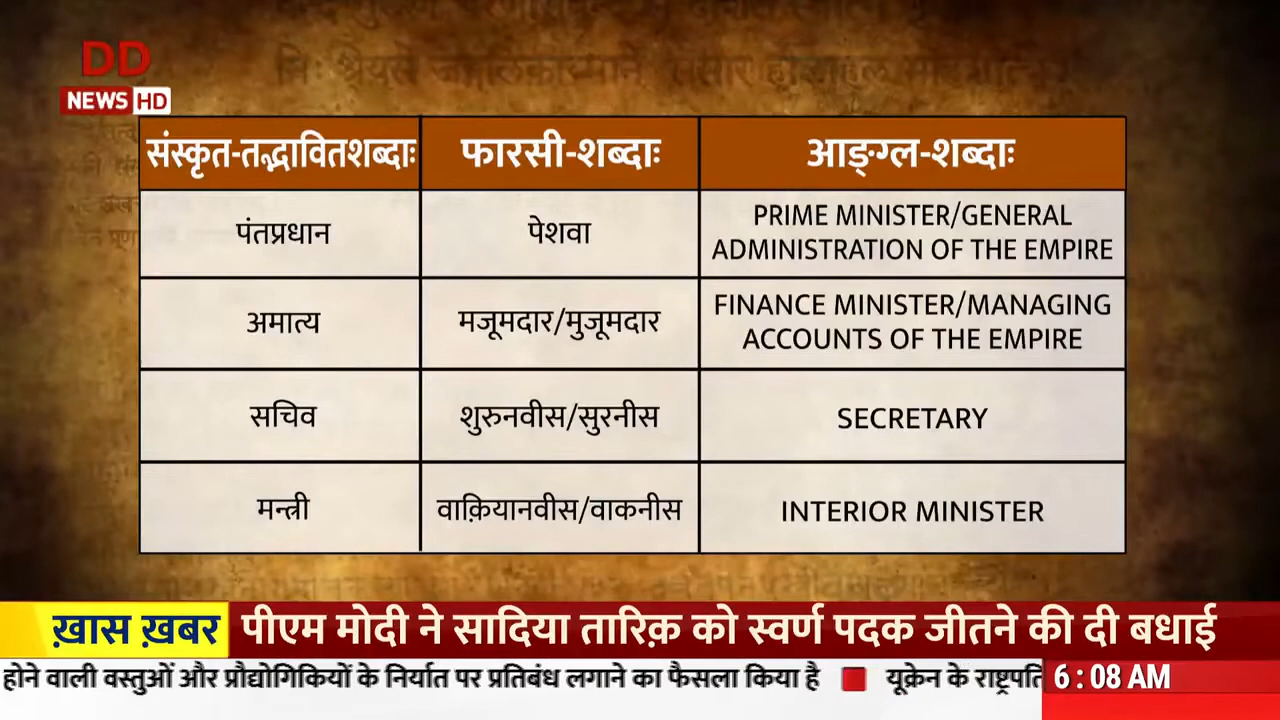 DD
NEWS HD
संस्कृत-तद्भावितशब्दाः
फारसी-शब्दाः
आङ्ग्ल-शब्दाः
पंतप्रधान
पेशवा
PRIME MINISTER/GENERAL
ADMINISTRATION OF THE EMPIRE
अमात्य
मजूमदार/मुजूमदार
FINANCE MINISTER/MANAGING
ACCOUNTS OF THE EMPIRE
सचिव
शुरुनवीस/सुरनीस
SECRETARY
मन्त्री
वाक़ियानवीस/वाकनीस
INTERIOR MINISTER
ख़ास ख़बर
पीएम मोदी ने सादिया तारिक़ को स्वर्ण पदक जीतने की दी बधाई
होने वाली वस्तुओं और प्रौद्योगिकियों के निर्यात पर प्रतिबंध लगाने का फैसला किया है
यूक्रेन के राष्ट्रपति
6 : 08 AM